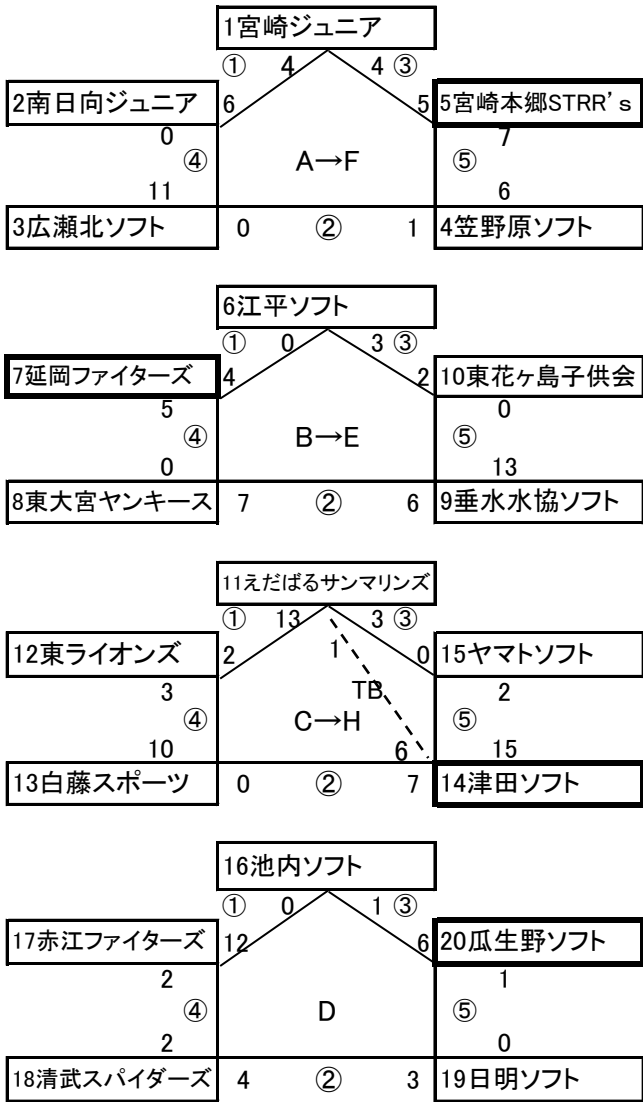 1宮崎ジュニア
① 4 4 ③
2南日向ジュニア 6 5 5宮崎本郷STRR’s
0 7
④ A→F ⑤
11 6
3広瀬北ソフト 0 ② 1 4笠野原ソフト
6江平ソフト
① 0 3 ③
7延岡ファイターズ 4 2 10東花ヶ島子供会
5 0
④ B→E ⑤
0 13
8東大宮ヤンキース 7 ② 6 9垂水水協ソフト
11えだばるサンマリンズ
① 13 3 ③
12東ライオンズ 2 1 0 15ヤマトソフト
3 TB 2
④ C→H ⑤
10 6 15
13白藤スポーツ 0 ② 7 14津田ソフト
16池内ソフト
① 0 1 ③
17赤江ファイターズ 12 6 20瓜生野ソフト
2 1
④ D ⑤
2 0
18清武スパイダーズ 4 ② 3 19日明ソフト